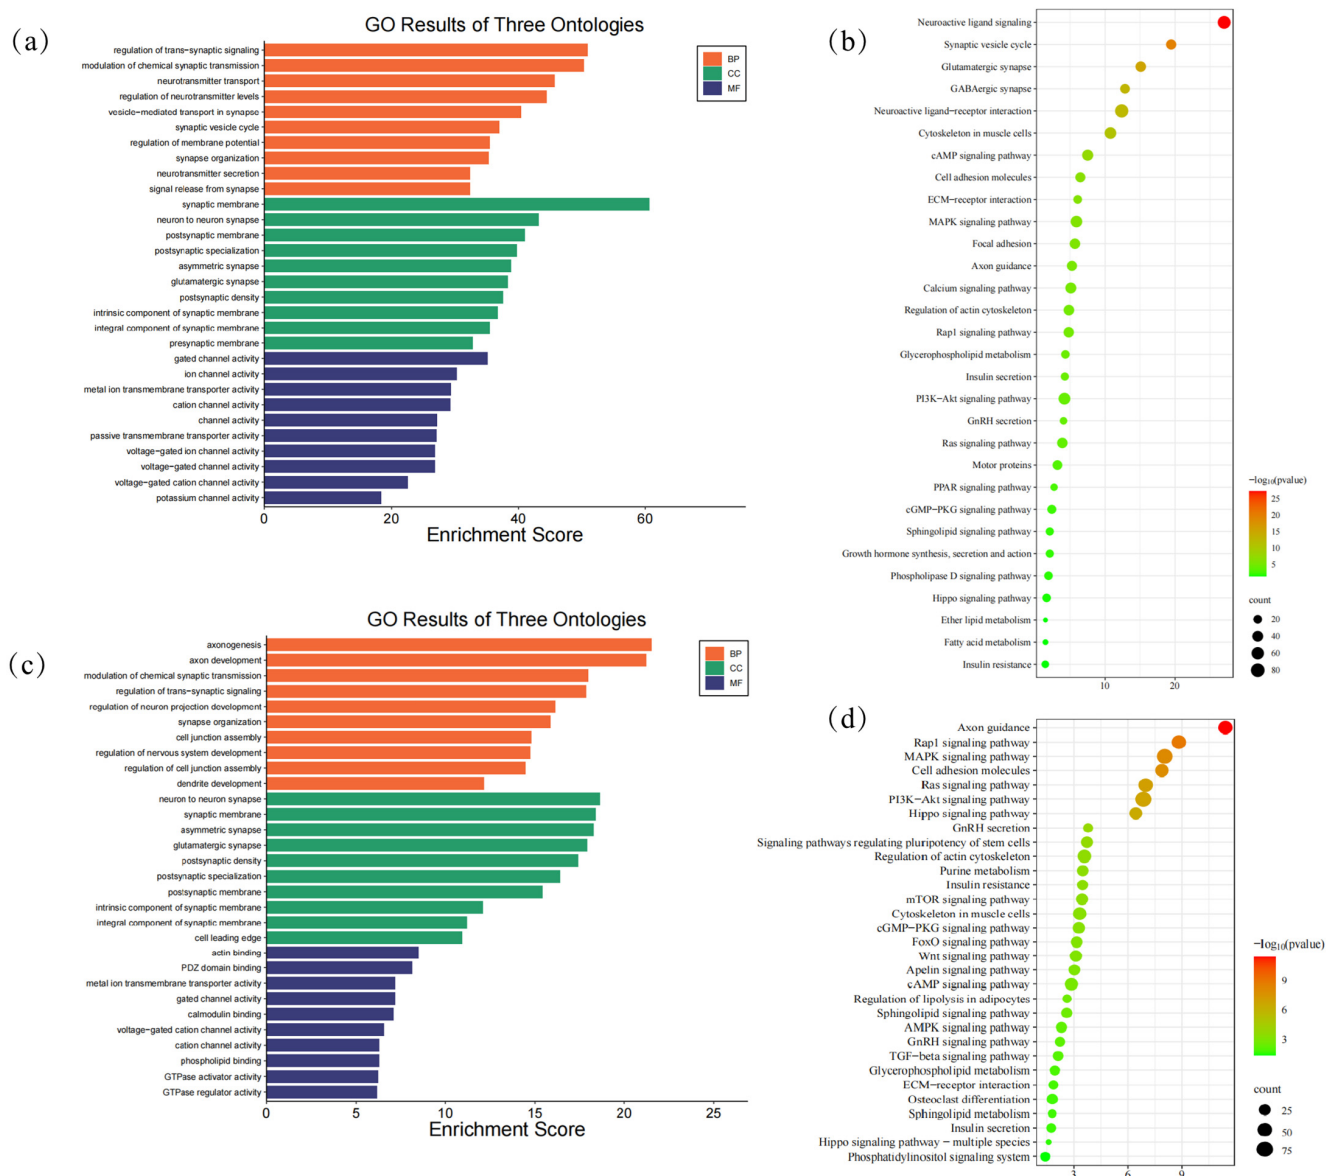 (a)
GO Results of Three Ontologies
regulation of trans−synaptic signaling
modulation of chemical synaptic transmission
neurotransmitter transport
regulation of neurotransmitter levels
vesicle−mediated transport in synapse
synaptic vesicle cycle
regulation of membrane potential
synapse organization
neurotransmitter secretion
signal release from synapse
synaptic membrane
neuron to neuron synapse
postsynaptic membrane
postsynaptic specialization
asymmetric synapse
glutamatergic synapse
postsynaptic density
intrinsic component of synaptic membrane
integral component of synaptic membrane
presynaptic membrane
gated channel activity
ion channel activity
metal ion transmembrane transporter activity
cation channel activity
channel activity
passive transmembrane transporter activity
voltage−gated ion channel activity
voltage−gated channel activity
voltage−gated cation channel activity
potassium channel activity
0 20 40 60
Enrichment Score
BP
CC
MF
(b)
Neuroactive ligand signaling
Synaptic vesicle cycle
Glutamatergic synapse
GABAergic synapse
Neuroactive ligand−receptor interaction
Cytoskeleton in muscle cells
cAMP signaling pathway
Cell adhesion molecules
ECM−receptor interaction
MAPK signaling pathway
Focal adhesion
Axon guidance
Calcium signaling pathway
Regulation of actin cytoskeleton
Rap1 signaling pathway
Glycerophospholipid metabolism
Insulin secretion
PI3K−Akt signaling pathway
GnRH secretion
Ras signaling pathway
Motor proteins
PPAR signaling pathway
cGMP−PKG signaling pathway
Sphingolipid signaling pathway
Growth hormone synthesis, secretion and action
Phospholipase D signaling pathway
Hippo signaling pathway
Ether lipid metabolism
Fatty acid metabolism
Insulin resistance
10 20
−log10(pvalue)
25
20
15
10
5
count
20
40
60
80
(c)
GO Results of Three Ontologies
axonogenesis
axon development
modulation of chemical synaptic transmission
regulation of trans−synaptic signaling
regulation of neuron projection development
synapse organization
cell junction assembly
regulation of nervous system development
regulation of cell junction assembly
dendrite development
neuron to neuron synapse
synaptic membrane
asymmetric synapse
glutamatergic synapse
postsynaptic density
postsynaptic specialization
postsynaptic membrane
intrinsic component of synaptic membrane
integral component of synaptic membrane
cell leading edge
actin binding
PDZ domain binding
metal ion transmembrane transporter activity
gated channel activity
calmodulin binding
voltage−gated cation channel activity
cation channel activity
phospholipid binding
GTPase activator activity
GTPase regulator activity
0 5 10 15 20 25
Enrichment Score
BP
CC
MF
(d)
Axon guidance
Rap1 signaling pathway
MAPK signaling pathway
Cell adhesion molecules
Ras signaling pathway
PI3K−Akt signaling pathway
Hippo signaling pathway
GnRH secretion
Signaling pathways regulating pluripotency of stem cells
Regulation of actin cytoskeleton
Purine metabolism
Insulin resistance
mTOR signaling pathway
Cytoskeleton in muscle cells
cGMP−PKG signaling pathway
FoxO signaling pathway
Wnt signaling pathway
Apelin signaling pathway
cAMP signaling pathway
Regulation of lipolysis in adipocytes
Sphingolipid signaling pathway
AMPK signaling pathway
GnRH signaling pathway
TGF−beta signaling pathway
Glycerophospholipid metabolism
ECM−receptor interaction
Osteoclast differentiation
Sphingolipid metabolism
Insulin secretion
Hippo signaling pathway − multiple species
Phosphatidylinositol signaling system
3 6 9
−log10(pvalue)
9
6
3
count
25
50
75